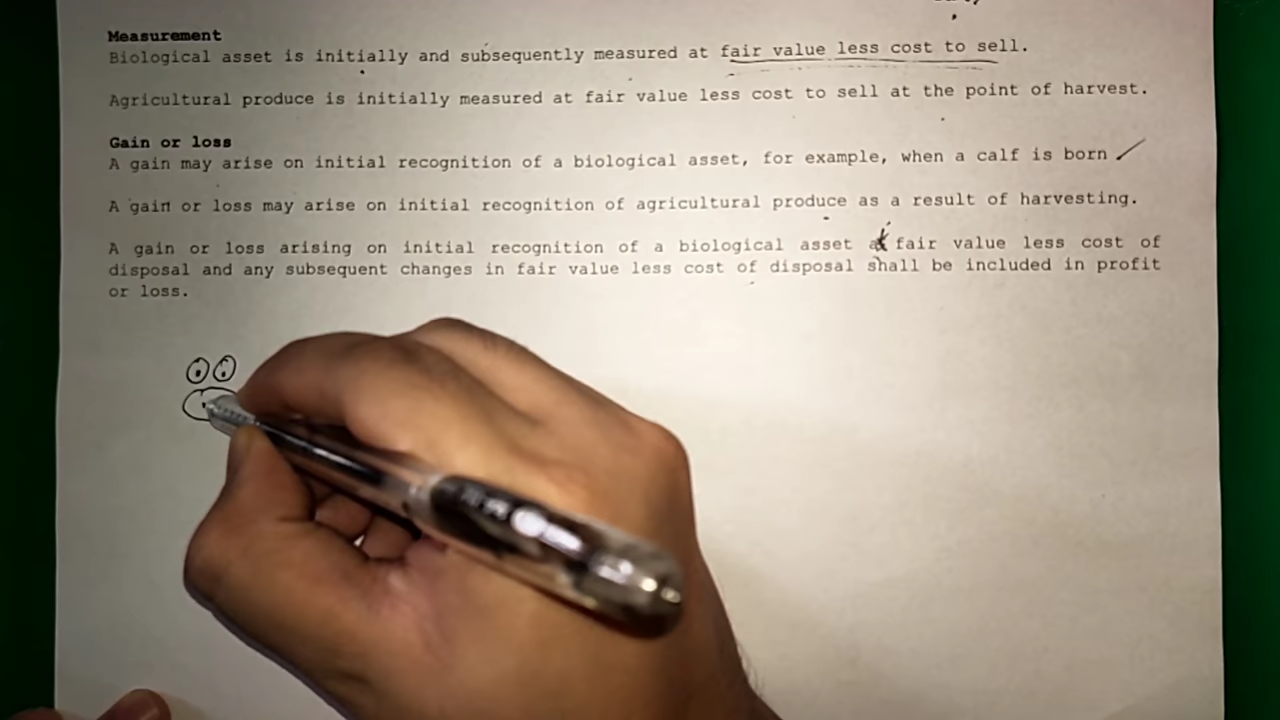 Measurement
Biological asset is initially and subsequently measured at fair value less cost to sell.
Agricultural produce is initially measured at fair value less cost to sell at the point of harvest.
Gain or loss
A gain may arise on initial recognition of a biological asset, for example, when a calf is born
A gain or loss may arise on initial recognition of agricultural produce as a result of harvesting.
A gain or loss arising on initial recognition of a biological asset at fair value less cost of
disposal and any subsequent changes in fair value less cost of disposal shall be included in profit
or loss.